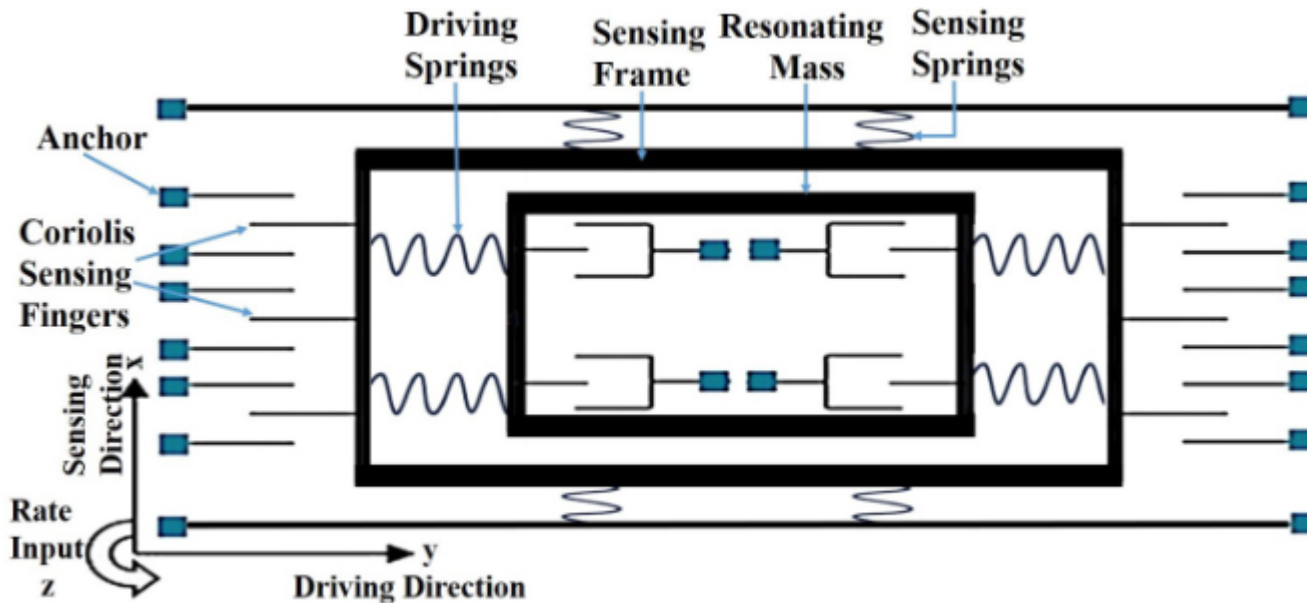 Driving
Springs
Sensing
Frame
Resonating
Mass
Sensing
Springs
Anchor
Coriolis
Sensing
Fingers
x
Sensing
Direction
Rate
Input
z
y
Driving Direction